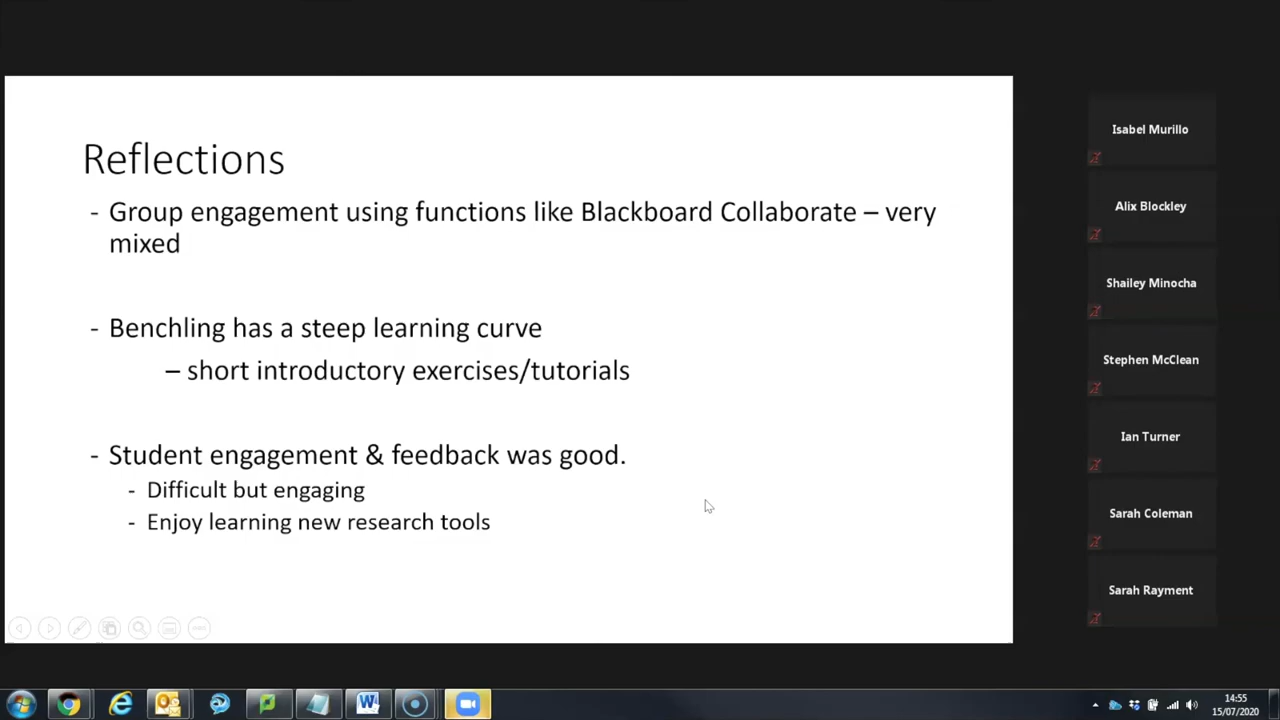 Reflections
- Group engagement using functions like Blackboard Collaborate – very
mixed
- Benchling has a steep learning curve
– short introductory exercises/tutorials
- Student engagement & feedback was good.
- Difficult but engaging
- Enjoy learning new research tools
Isabel Murillo
Alix Blockley
Shailey Minocha
Stephen McClean
Ian Turner
Sarah Coleman
Sarah Rayment
14:55
15/07/2020